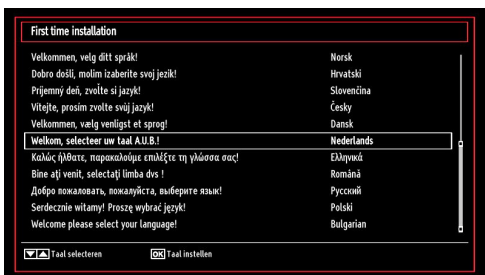 First time installation
Velkommen, velg ditt språk! Norsk
Dobro došli, molim izaberite svoj jezik! Hrvatski
Príjemný deň, zvoľte si jazyk! Slovenčina
Vítejte, prosím zvolte svůj jazyk! Česky
Velkommen, vælg venligst et sprog! Dansk
Welkom, selecteer uw taal A.U.B.! Nederlands
Καλώς ήλθατε, παρακαλούμε επιλέξτε τη γλώσσα σας! Ελληνικά
Bine aţi venit, selectaţi limba dvs ! Română
Добро пожаловать, пожалуйста, выберите язык! Русский
Serdecznie witamy! Proszę wybrać język! Polski
Welcome please select your language! Bulgarian
Taal selecteren OK Taal instellen